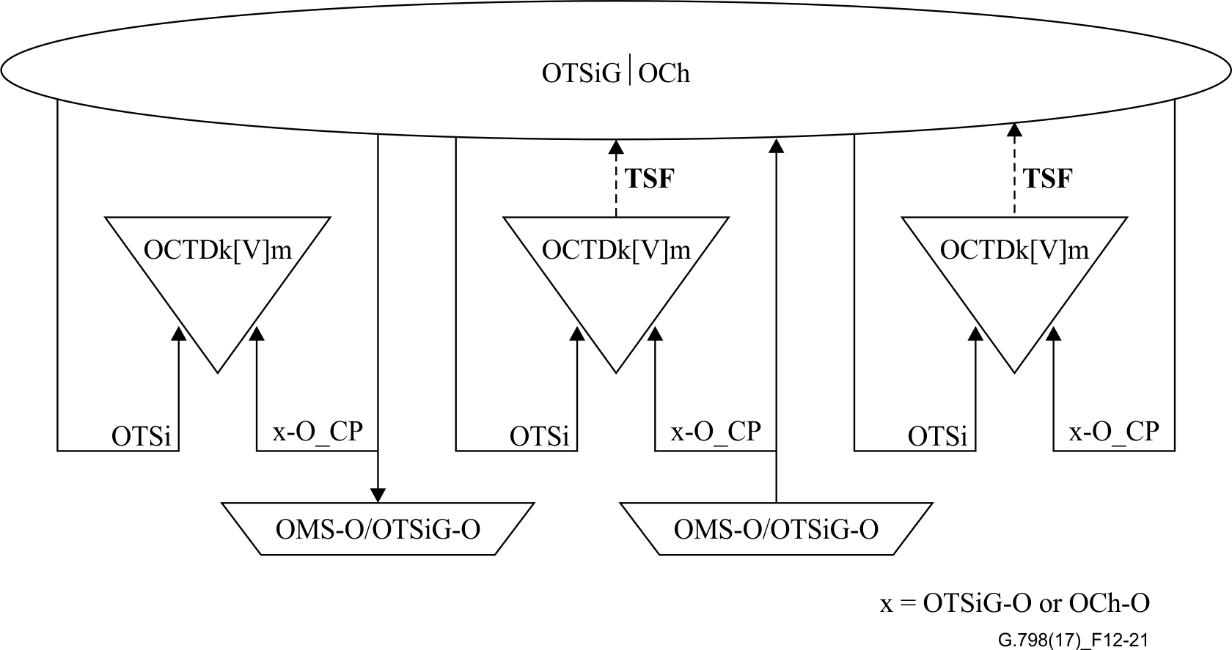 OTSiG | OCh
TSF
TSF
OCTDk[V]m
OCTDk[V]m
OCTDk[V]m
OTSi
x-O_CP
OTSi
x-O_CP
OTSi
x-O_CP
OMS-O/OTSiG-O
OMS-O/OTSiG-O
x = OTSiG-O or OCh-O
G.798(17)_F12-21